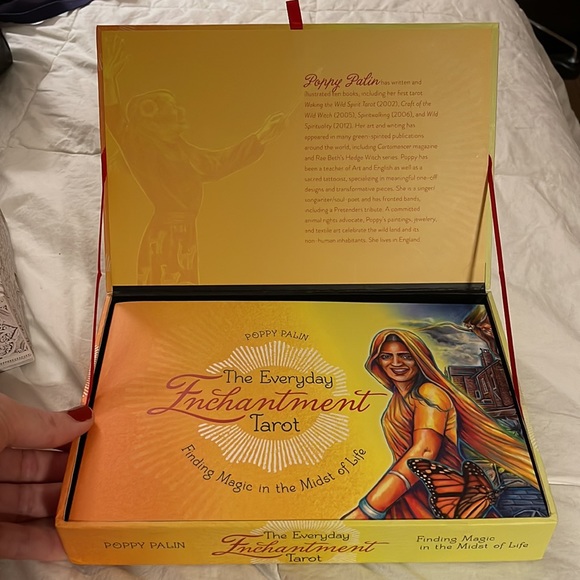 Poppy Palin has written and
illustrated ten books, including her first tarot
Waking the Wild Spirit Tarot (2002), Craft of the
Wild Witch (2005), Spiritwalking (2006), and Wild
Spirituality (2012). Her art and writing has
appeared in many green-spirited publications
around the world, including Cartomancer magazine
and Rae Beth's Hedge Witch series. Poppy has
been a teacher of Art and English as well as a
sacred tattooist, specializing in meaningful one-off
designs and transformative pieces. She is a singer
songwriter/soul-poet and has fronted bands,
including a Pretenders tribute. A committed
animal rights advocate, Poppy's paintings, jewelry,
and textile art celebrate the wild land and its
non-human inhabitants. She lives in England.
POPPY PALIN
The Everyday
Enchantment
Tarot
Finding Magic in the Midst of Life
POPPY PALIN
The Everyday
Enchantment
Tarot
Finding Magic
in the Midst of Life